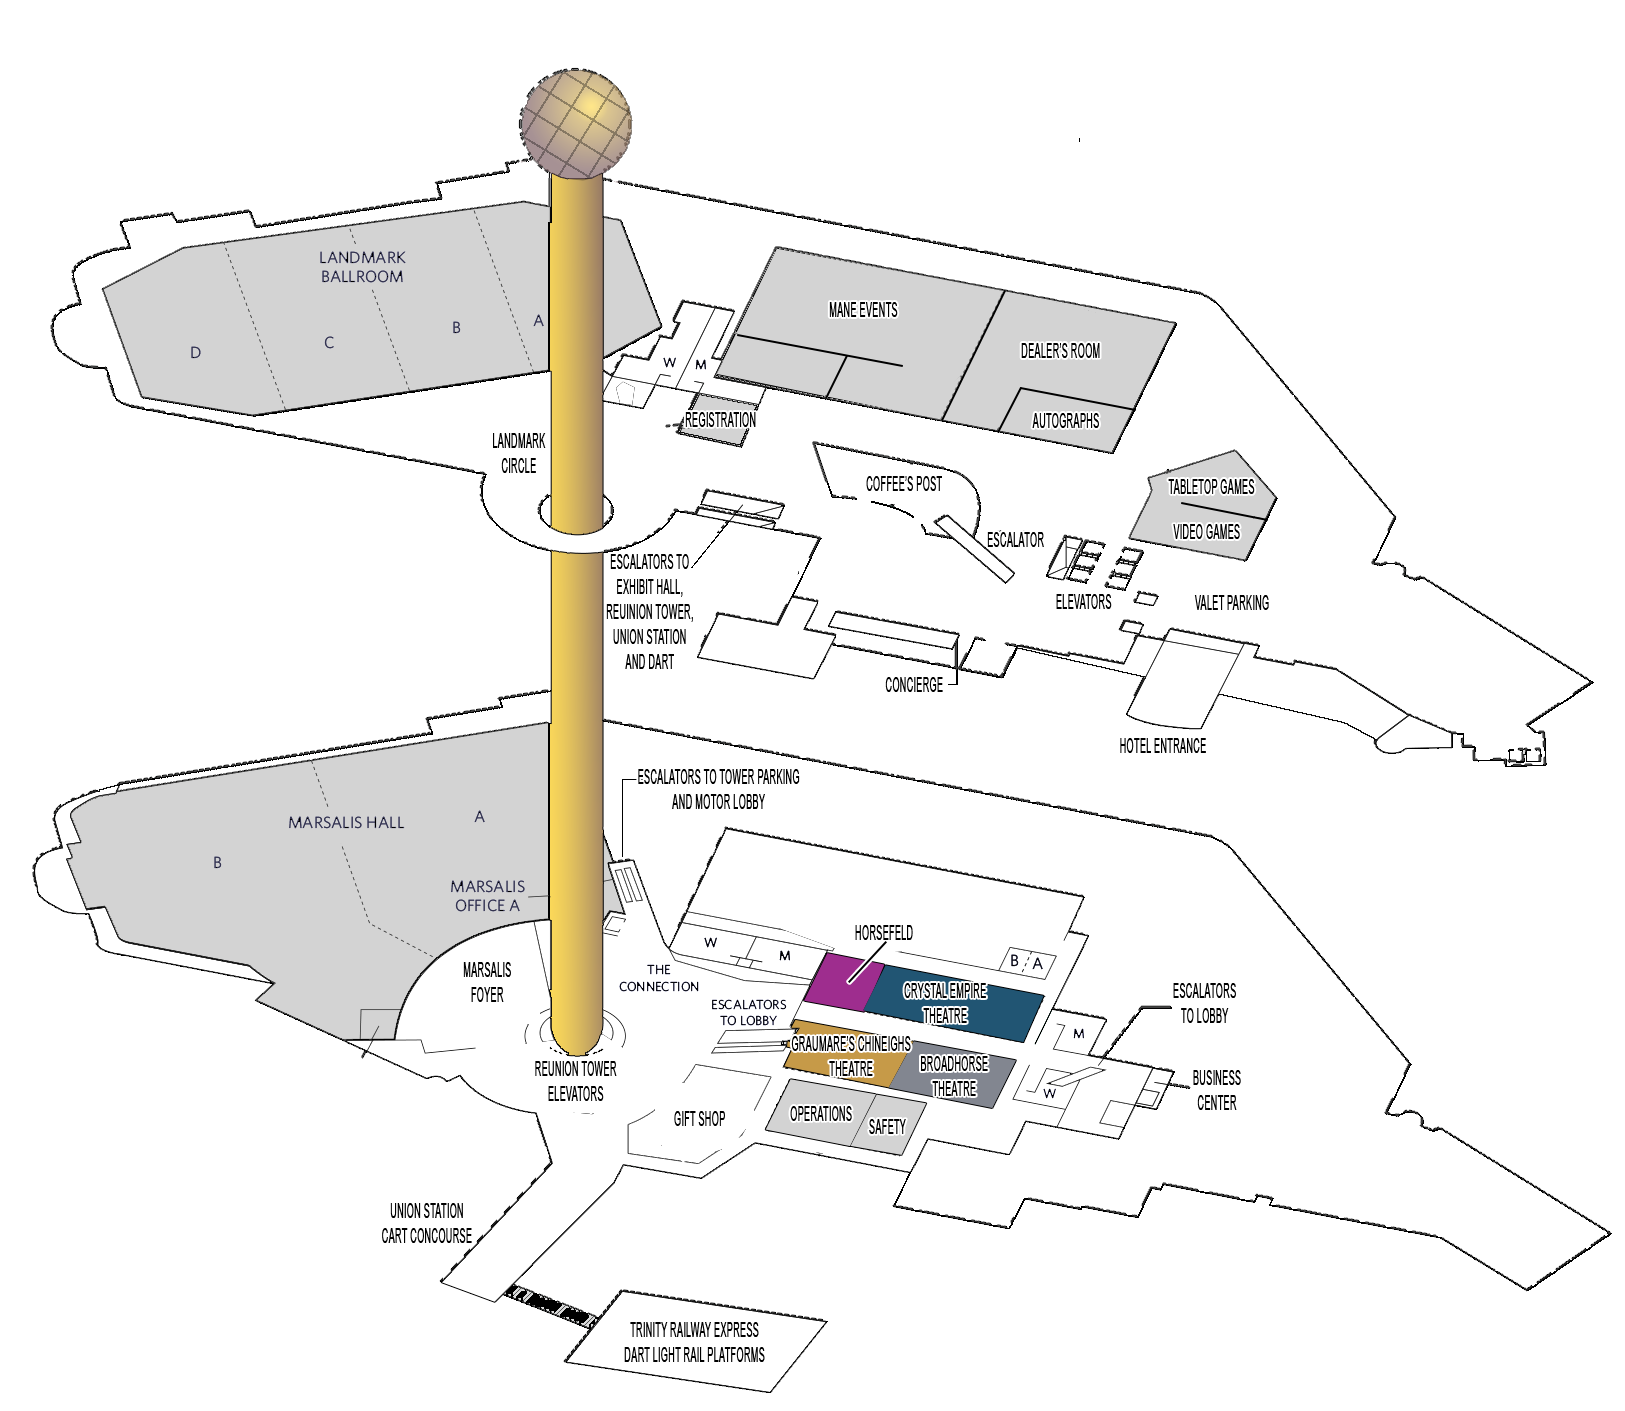 LANDMARK
BALLROOM
D
C
B
A
MANE EVENTS
DEALER'S ROOM
AUTOGRAPHS
W
M
REGISTRATION
LANDMARK
CIRCLE
COFFEE'S POST
TABLETOP GAMES
VIDEO GAMES
ESCALATOR
ESCALATORS TO
EXHIBIT HALL,
REUNION TOWER,
UNION STATION
AND DART
ELEVATORS
VALET PARKING
CONCIERGE
HOTEL ENTRANCE
ESCALATORS TO TOWER PARKING
AND MOTOR LOBBY
MARSALIS HALL
A
B
MARSALIS
OFFICE A
MARSALIS
FOYER
W
M
THE
CONNECTION
HORSEFELD
B A
CRYSTAL EMPIRE
THEATRE
ESCALATORS
TO LOBBY
ESCALATORS
TO LOBBY
M
GRAUMARE'S CHINEIGHS
THEATRE
BROADHORSE
THEATRE
W
BUSINESS
CENTER
REUNION TOWER
ELEVATORS
GIFT SHOP
OPERATIONS
SAFETY
UNION STATION
CART CONCOURSE
TRINITY RAILWAY EXPRESS
DART LIGHT RAIL PLATFORMS